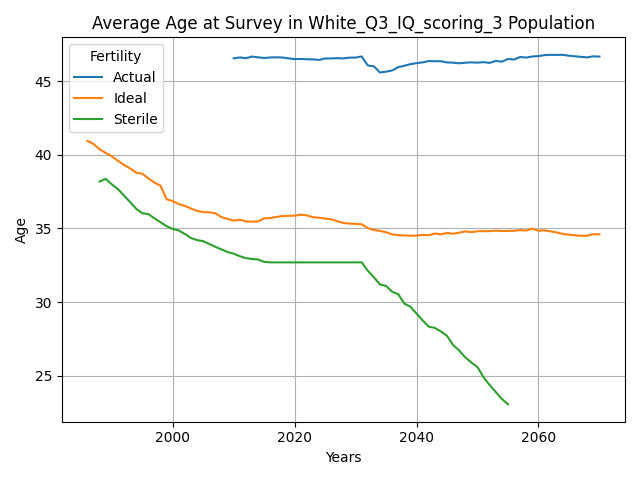 Average Age at Survey in White_Q3_IQ_scoring_3 Population
Fertility
Actual
Ideal
Sterile
Age
45
40
35
30
25
2000
2020
2040
2060
Years